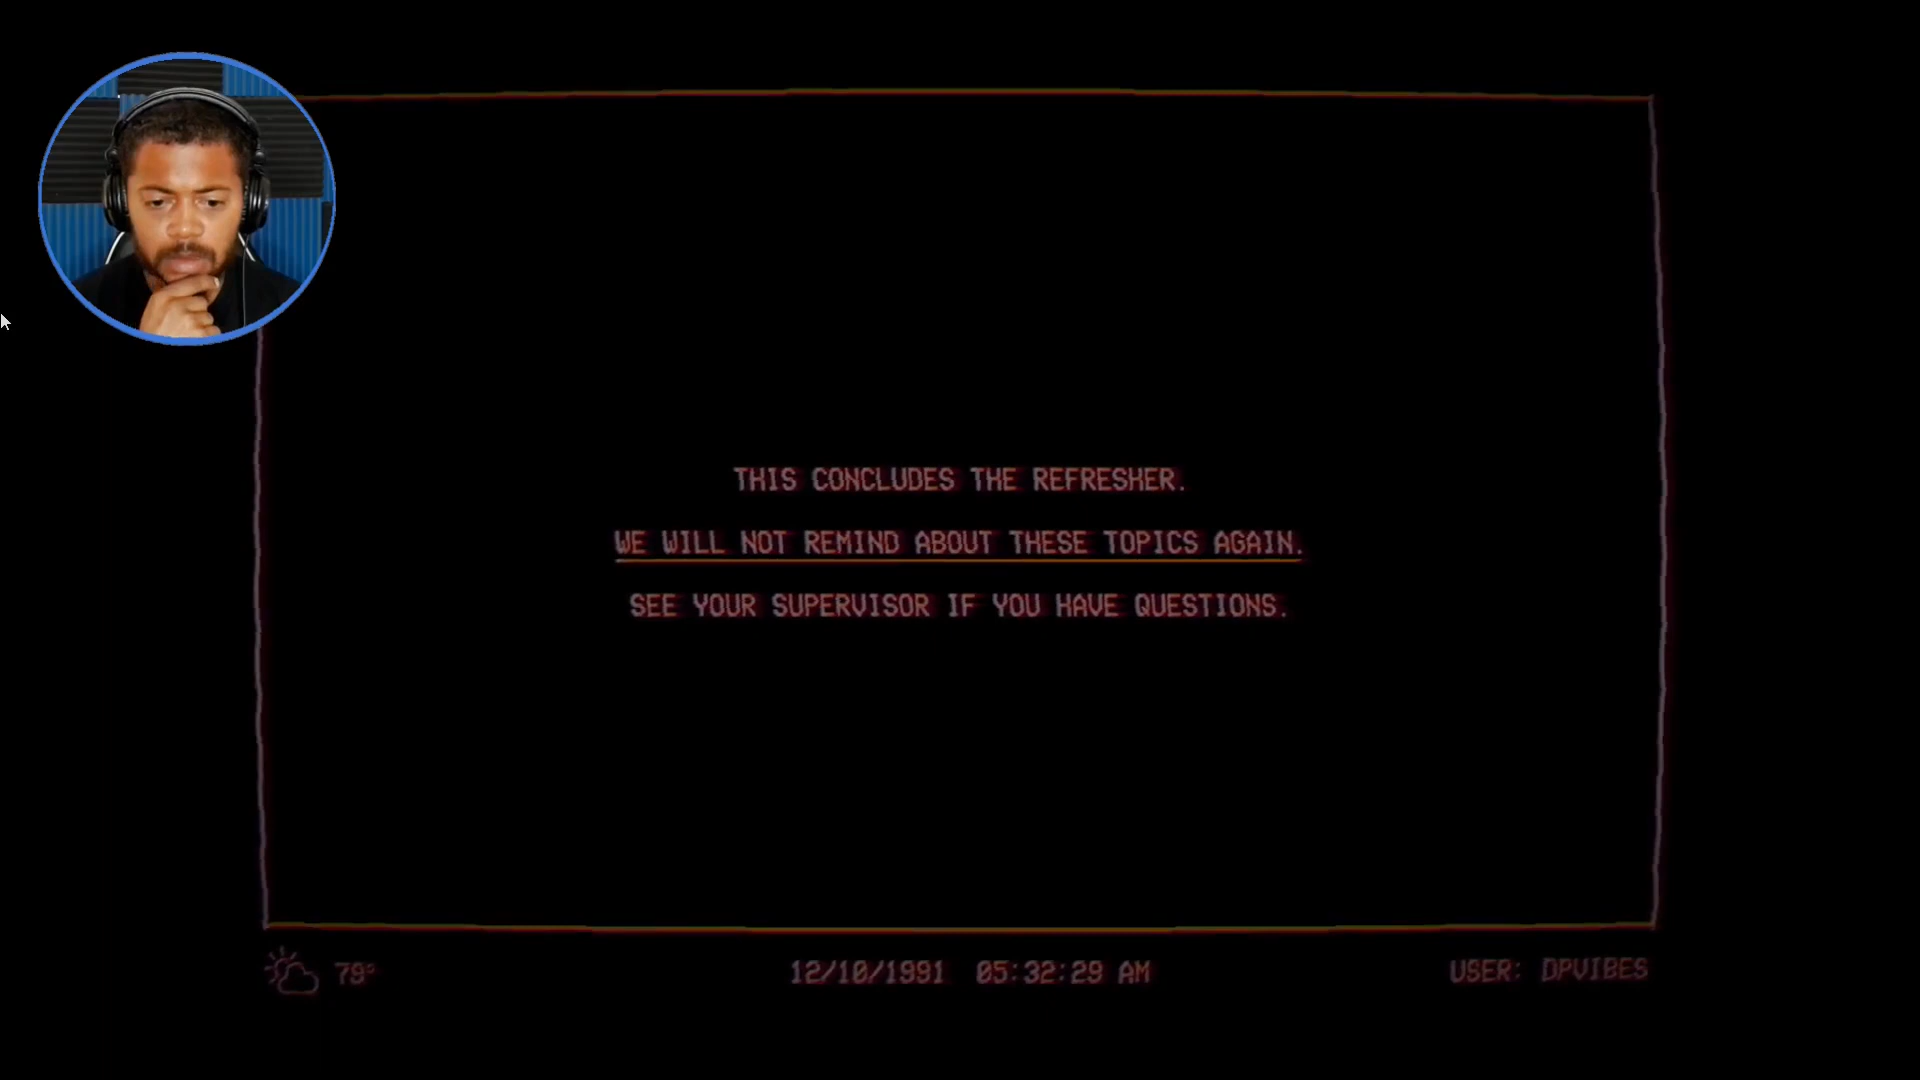 THIS CONCLUDES THE REFRESHER.
WE WILL NOT REMIND ABOUT THESE TOPICS AGAIN.
SEE YOUR SUPERVISOR IF YOU HAVE QUESTIONS.
79° 12/10/1991 05:32:29 AM USER: DPVIBES